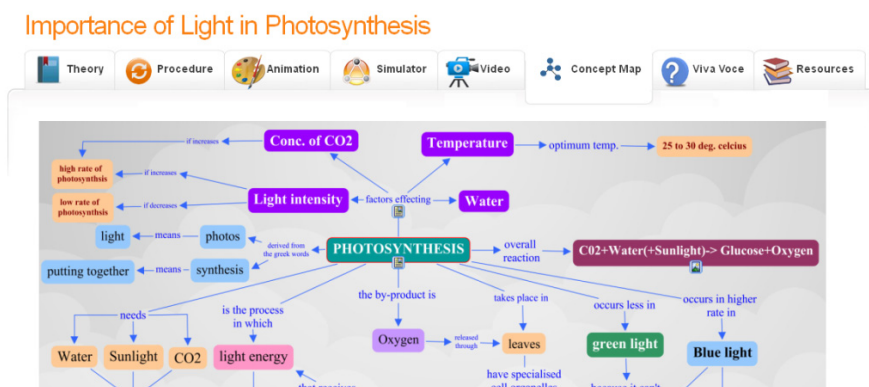 Importance of Light in Photosynthesis
Theory
Procedure
Animation
Simulator
Video
Concept Map
Viva Voce
Resources
if increases
Conc. of CO2
Temperature
optimum temp.
25 to 30 deg. celcius
high rate of
photosynthsis
if increases
low rate of
photosynthsis
if decreases
Light intensity
factors effecting
Water
light
means
photos
derived from
the greak words
PHOTOSYNTHESIS
overall
reaction
C02+Water(+Sunlight)-> Glucose+Oxygen
putting together
means
synthesis
needs
is the process
in which
the by-product is
takes place in
occurs less in
occurs in higher
rate in
Water
Sunlight
CO2
light energy
Oxygen
released
through
leaves
green light
Blue light
have specialised